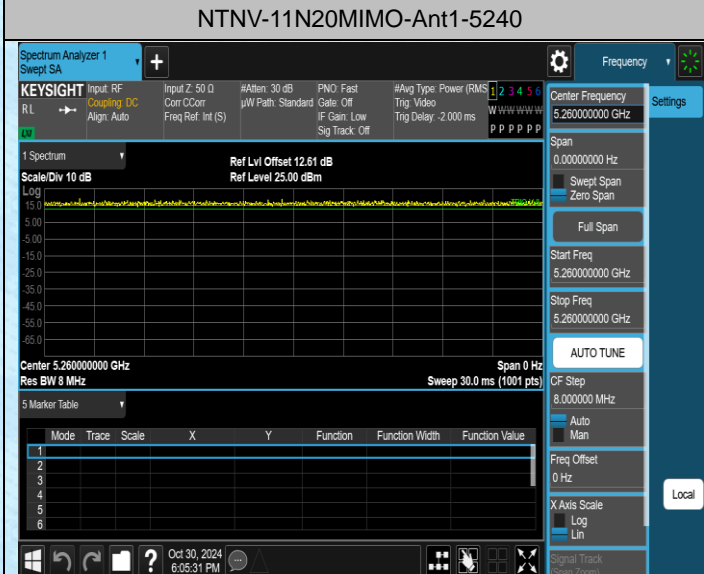 NTNV-11N20MIMO-Ant1-5240
Spectrum Analyzer 1
Swept SA
Frequency
KEYSIGHT
Input: RF
Input Z: 50 Ω
#Atten: 30 dB
PNO: Fast
#Avg Type: Power (RMS
1 2 3 4 5 6
RL
Coupling: DC
Corr CCorr
µW Path: Standard
Gate: Off
Trig: Video
W W W W W W
Align: Auto
Freq Ref: Int (S)
IF Gain: Low
Trig Delay: -2.000 ms
Sig Track: Off
P P P P P P
LXI
Center Frequency
5.260000000 GHz
Settings
Span
0.00000000 Hz
Swept Span
Zero Span
Full Span
Start Freq
5.260000000 GHz
Stop Freq
5.260000000 GHz
AUTO TUNE
CF Step
8.000000 MHz
Auto
Man
Freq Offset
0 Hz
X Axis Scale
Log
Lin
Signal Track
(Span Zoom)
Local
1 Spectrum
Ref Lvl Offset 12.61 dB
Scale/Div 10 dB
Ref Level 25.00 dBm
Log
15.0
5.00
-5.00
-15.0
-25.0
-35.0
-45.0
-55.0
-65.0
Center 5.260000000 GHz
Span 0 Hz
Res BW 8 MHz
Sweep 30.0 ms (1001 pts)
5 Marker Table
Mode Trace Scale X Y Function Function Width Function Value
1
2
3
4
5
6
?
Oct 30, 2024
6:05:31 PM